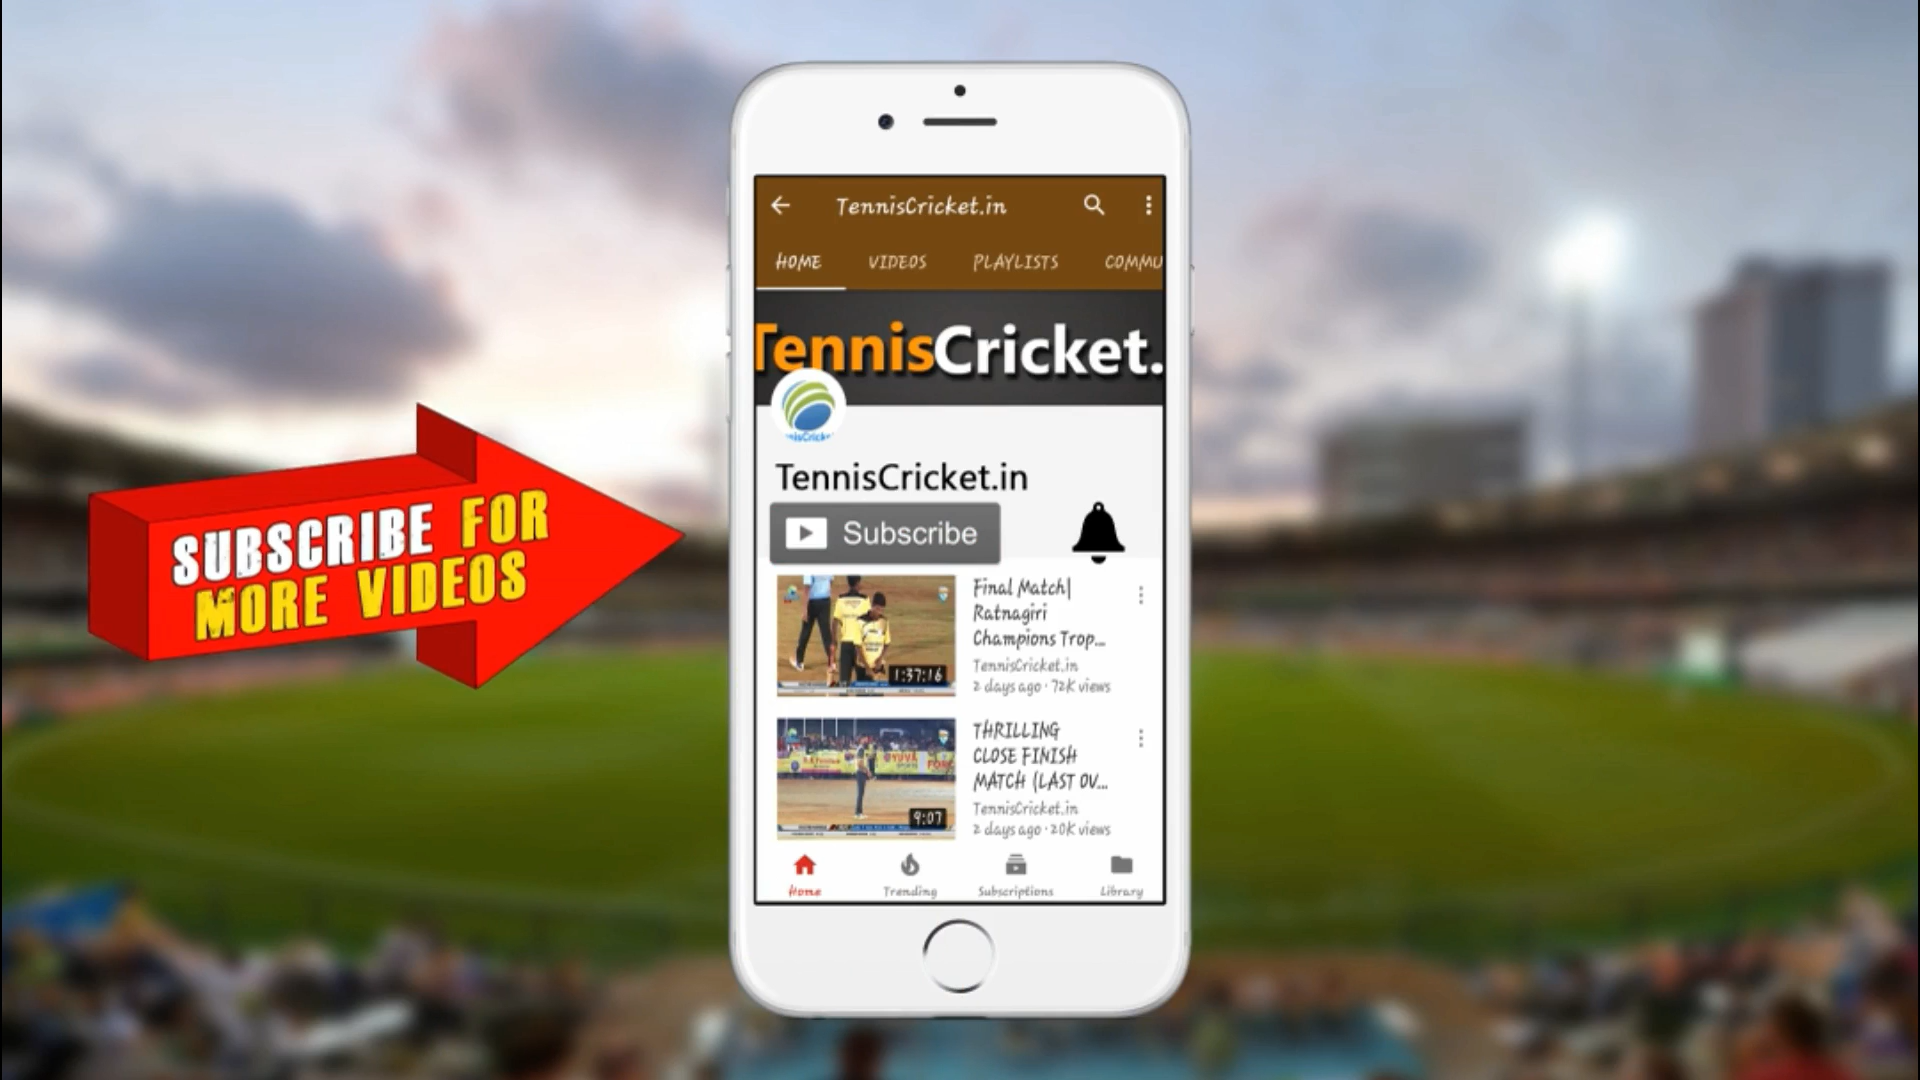 SUBSCRIBE FOR
MORE VIDEOS
TennisCricket.in
HOME VIDEOS PLAYLISTS COMMU
TennisCricket.
TennisCricket.in
Subscribe
Final Match|
Ratnagiri
Champions Trop...
TennisCricket.in
2 days ago · 72K views
1:37:16
THRILLING
CLOSE FINISH
MATCH (LAST OV...
TennisCricket.in
2 days ago · 20K views
9:07
Home Trending Subscriptions Library